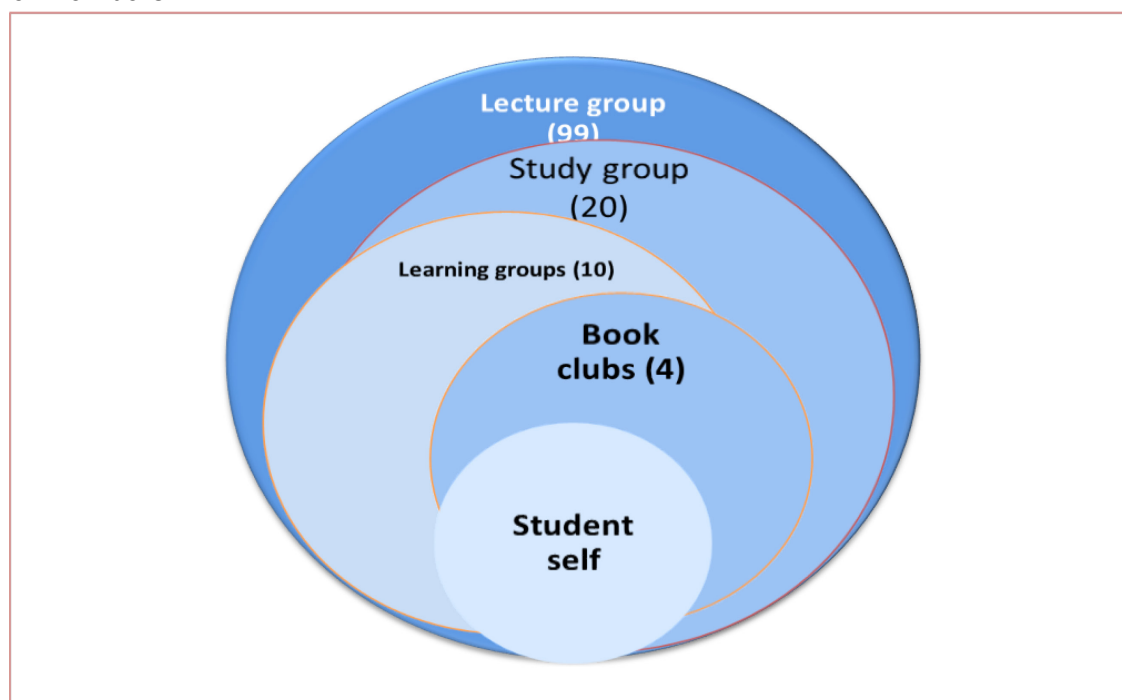 Lecture group
(99)
Study group
(20)
Learning groups (10)
Book
clubs (4)
Student
self